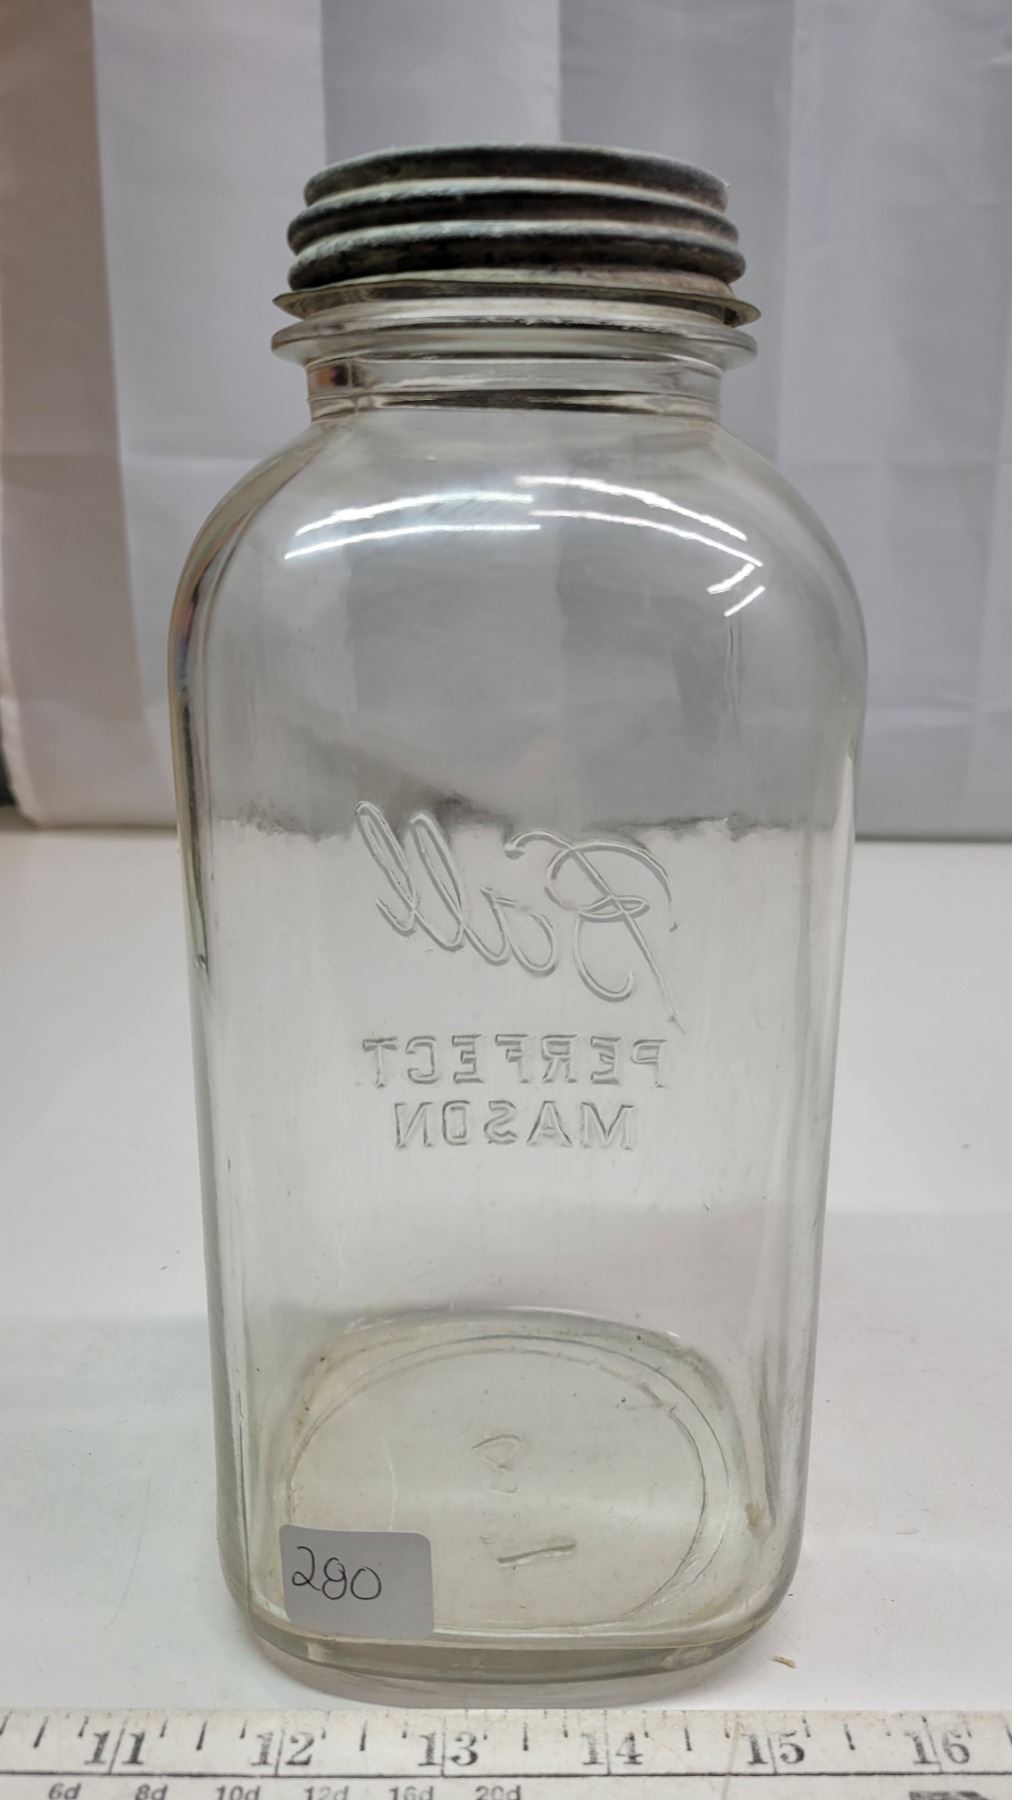 Ball
PERFECT
MASON
280
11 12 13 14 15 16
6d 8d 10d 12d 16d 20d